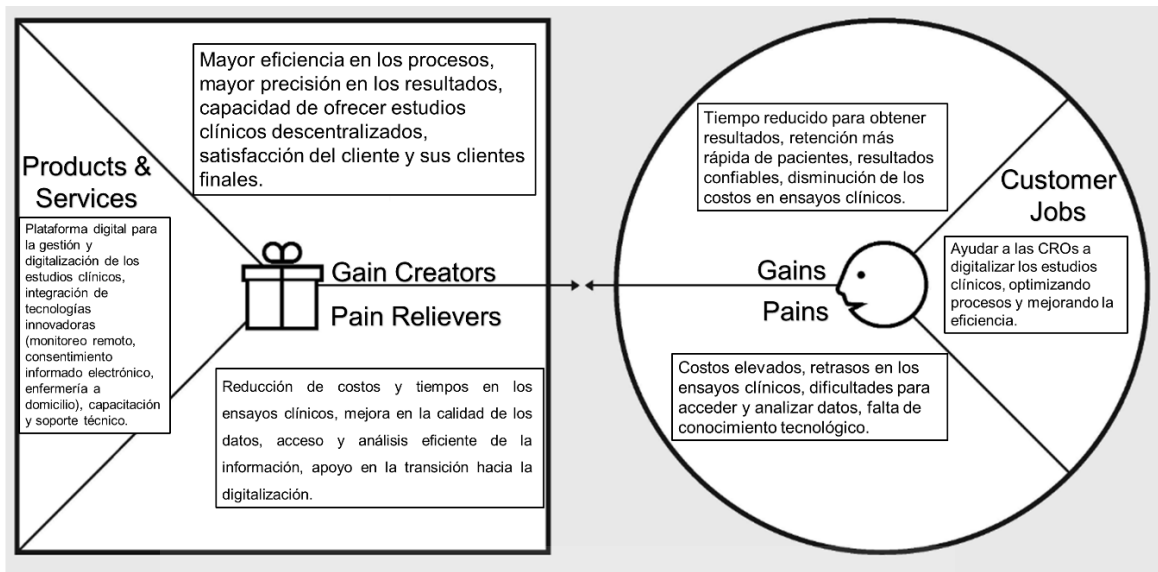 Mayor eficiencia en los procesos,
mayor precisión en los resultados,
capacidad de ofrecer estudios
clínicos descentralizados,
satisfacción del cliente y sus clientes
finales.
Products &
Services
Plataforma digital para
la gestión y
digitalización de los
estudios clínicos,
integración de
tecnologías
innovadoras
(monitoreo remoto,
consentimiento
informado electrónico,
enfermería a
domicilio), capacitación
y soporte técnico.
Gain Creators
Pain Relievers
Reducción de costos y tiempos en los
ensayos clínicos, mejora en la calidad de los
datos, acceso y análisis eficiente de la
información, apoyo en la transición hacia la
digitalización.
Tiempo reducido para obtener
resultados, retención más
rápida de pacientes, resultados
confiables, disminución de los
costos en ensayos clínicos.
Gains
Pains
Customer
Jobs
Ayudar a las CROs a
digitalizar los estudios
clínicos, optimizando
procesos y mejorando la
eficiencia.
Costos elevados, retrasos en los
ensayos clínicos, dificultades para
acceder y analizar datos, falta de
conocimiento tecnológico.